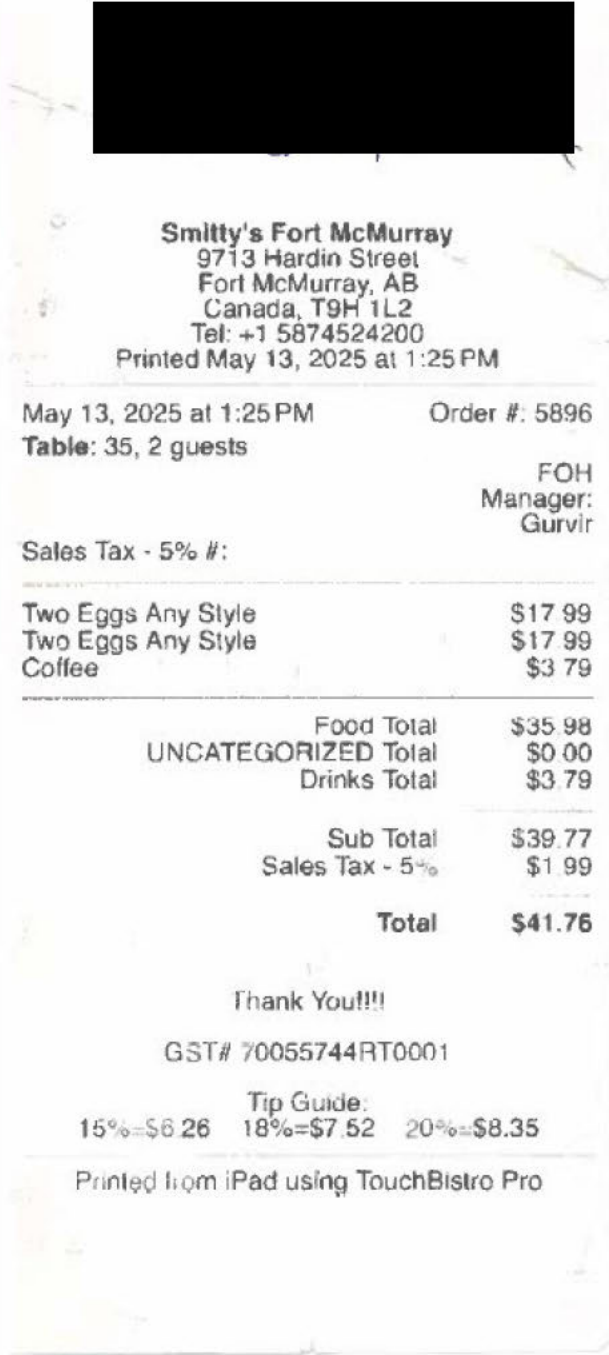 Smitty's Fort McMurray
9713 Hardin Street
Fort McMurray, AB
Canada, T9H 1L2
Tel: +1 5874524200
Printed May 13, 2025 at 1:25 PM
May 13, 2025 at 1:25 PM Order #: 5896
Table: 35, 2 guests
FOH
Manager:
Gurvir
Sales Tax - 5% #:
Two Eggs Any Style $17.99
Two Eggs Any Style $17.99
Coffee $3.79
Food Total $35.98
UNCATEGORIZED Total $0.00
Drinks Total $3.79
Sub Total $39.77
Sales Tax - 5% $1.99
Total $41.76
Thank You!!!!
GST# 70055744RT0001
Tip Guide:
15%=$6.26 18%=$7.52 20%=$8.35
Printed from iPad using TouchBistro Pro